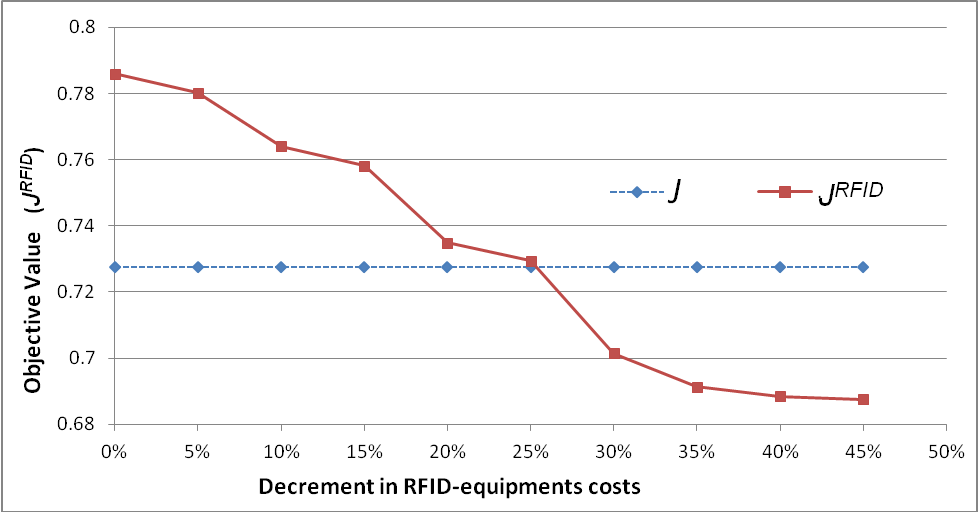 0.8
0.78
0.76
0.74
0.72
0.7
0.68
Objective Value (J^RFID)
J J^RFID
0% 5% 10% 15% 20% 25% 30% 35% 40% 45% 50%
Decrement in RFID-equipments costs